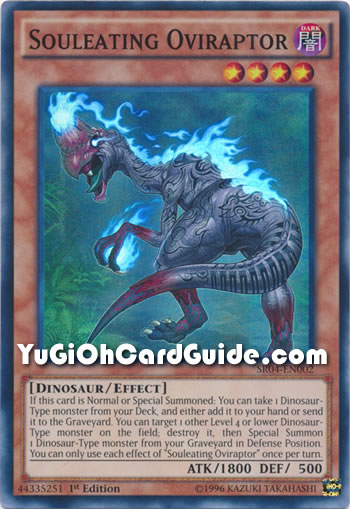 SOULEATING OVIRAPTOR
DARK
闇
YuGiOhCardGuide.com
SR04-EN002
[DINOSAUR/EFFECT]
If this card is Normal or Special Summoned: You can take 1 Dinosaur-
Type monster from your Deck, and either add it to your hand or send
it to the Graveyard. You can target 1 other Level 4 or lower Dinosaur-
Type monster on the field; destroy it, then Special Summon
1 Dinosaur-Type monster from your Graveyard in Defense Position.
You can only use each effect of "Souleating Oviraptor" once per turn.
ATK/1800 DEF/ 500
44335251 1st Edition ©1996 KAZUKI TAKAHASHI